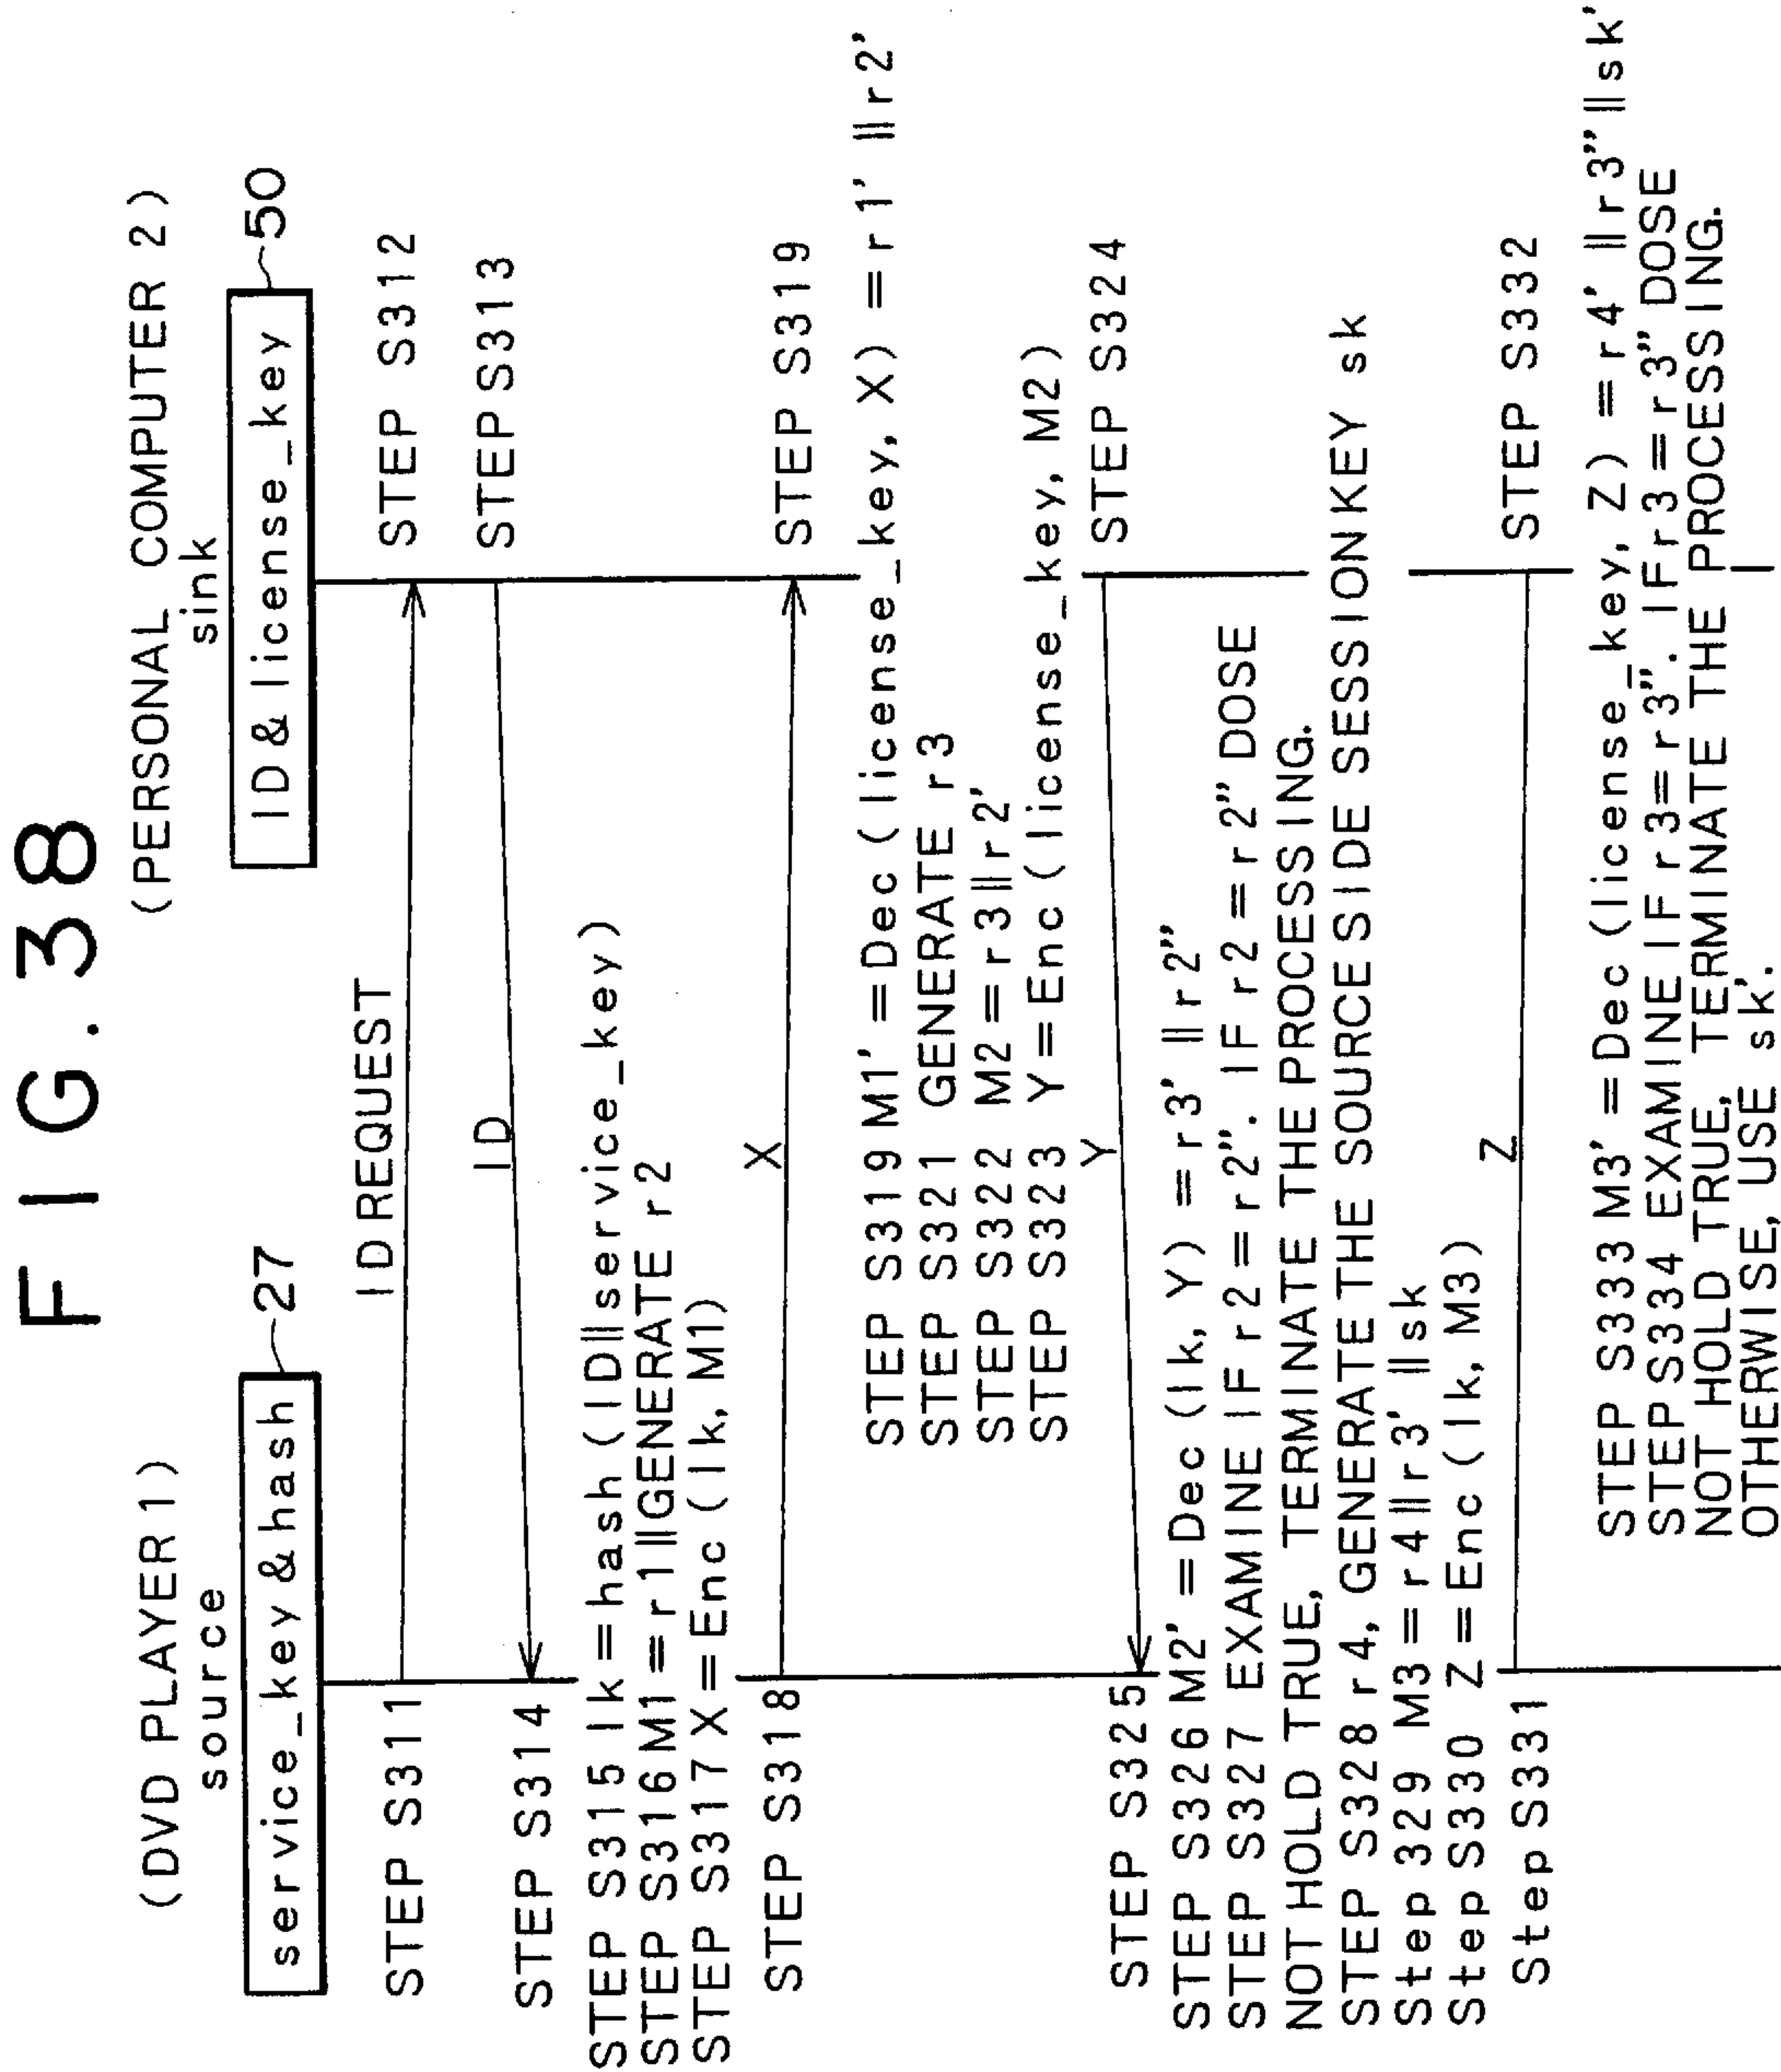 FIG.38
(DVD PLAYER1)
source
(PERSONAL COMPUTER 2)
sink
service_key&hash
27
ID&license_key
50
STEP S311
ID REQUEST
STEP S312
STEP S313
ID
STEP S314
STEP S315 lk=hash(ID||service_key)
STEP S316 M1=r1||GENERATE r2
STEP S317 X=Enc(lk, M1)
STEP S318
X
STEP S319
STEP S319 M1'=Dec(license_key, X)=r1'||r2'
STEP S321 GENERATE r3
STEP S322 M2=r3||r2'
STEP S323 Y=Enc(license_key, M2)
Y
STEP S324
STEP S325
STEP S326 M2'=Dec(lk, Y)=r3'||r2"
STEP S327 EXAMINE IF r2=r2". IF r2=r2" DOSE
NOT HOLD TRUE, TERMINATE THE PROCESSING.
STEP S328 r4, GENERATE THE SOURCE SIDE SESSIONKEY sk
Step 329 M3=r4||r3'||sk
Step S330 Z=Enc(lk, M3)
Step S331
Z
STEP S332
STEP S333 M3'=Dec(license_key, Z)=r4'||r3"||sk'
STEP S334 EXAMINE IF r3=r3". IF r3=r3" DOSE
NOT HOLD TRUE, TERMINATE THE PROCESSING.
OTHERWISE, USE sk'.